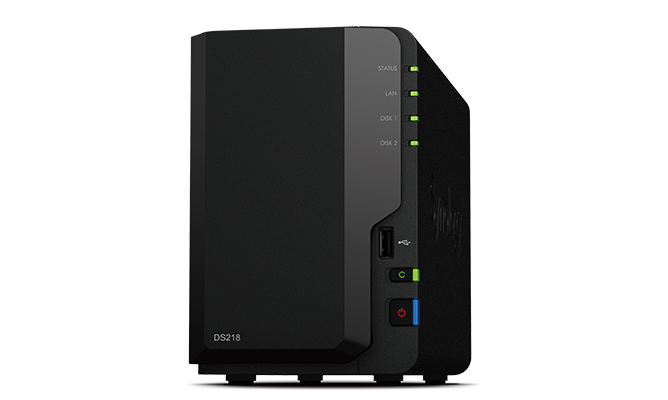 STATUS
LAN
DISK 1
DISK 2
C
DS218